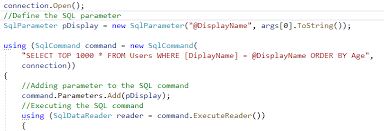 connection.Open();
//Define the SQL parameter
SqlParameter pDisplay = new SqlParameter("@DisplayName", args[0].ToString());
using (SqlCommand command = new SqlCommand(
"SELECT TOP 1000 * FROM Users WHERE [DiplayName] = @DisplayName ORDER BY Age",
connection))
{
//Adding parameter to the SQL command
command.Parameters.Add(pDisplay);
//Executing the SQL command
using (SqlDataReader reader = command.ExecuteReader())
{